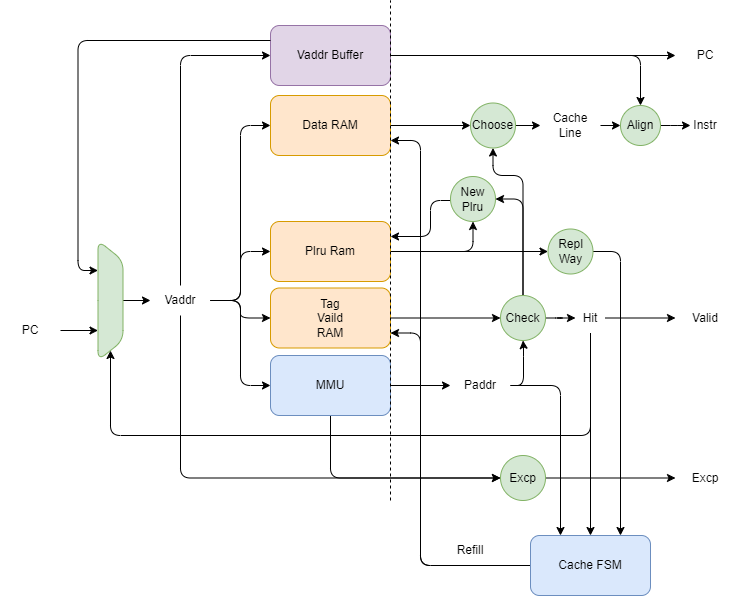 Vaddr Buffer
PC
Data RAM
Choose
Cache
Line
Align
Instr
New
Plru
Plru Ram
Repl
Way
Vaddr
Tag
Vaild
RAM
Check
Hit
Valid
PC
MMU
Paddr
Excp
Excp
Refill
Cache FSM